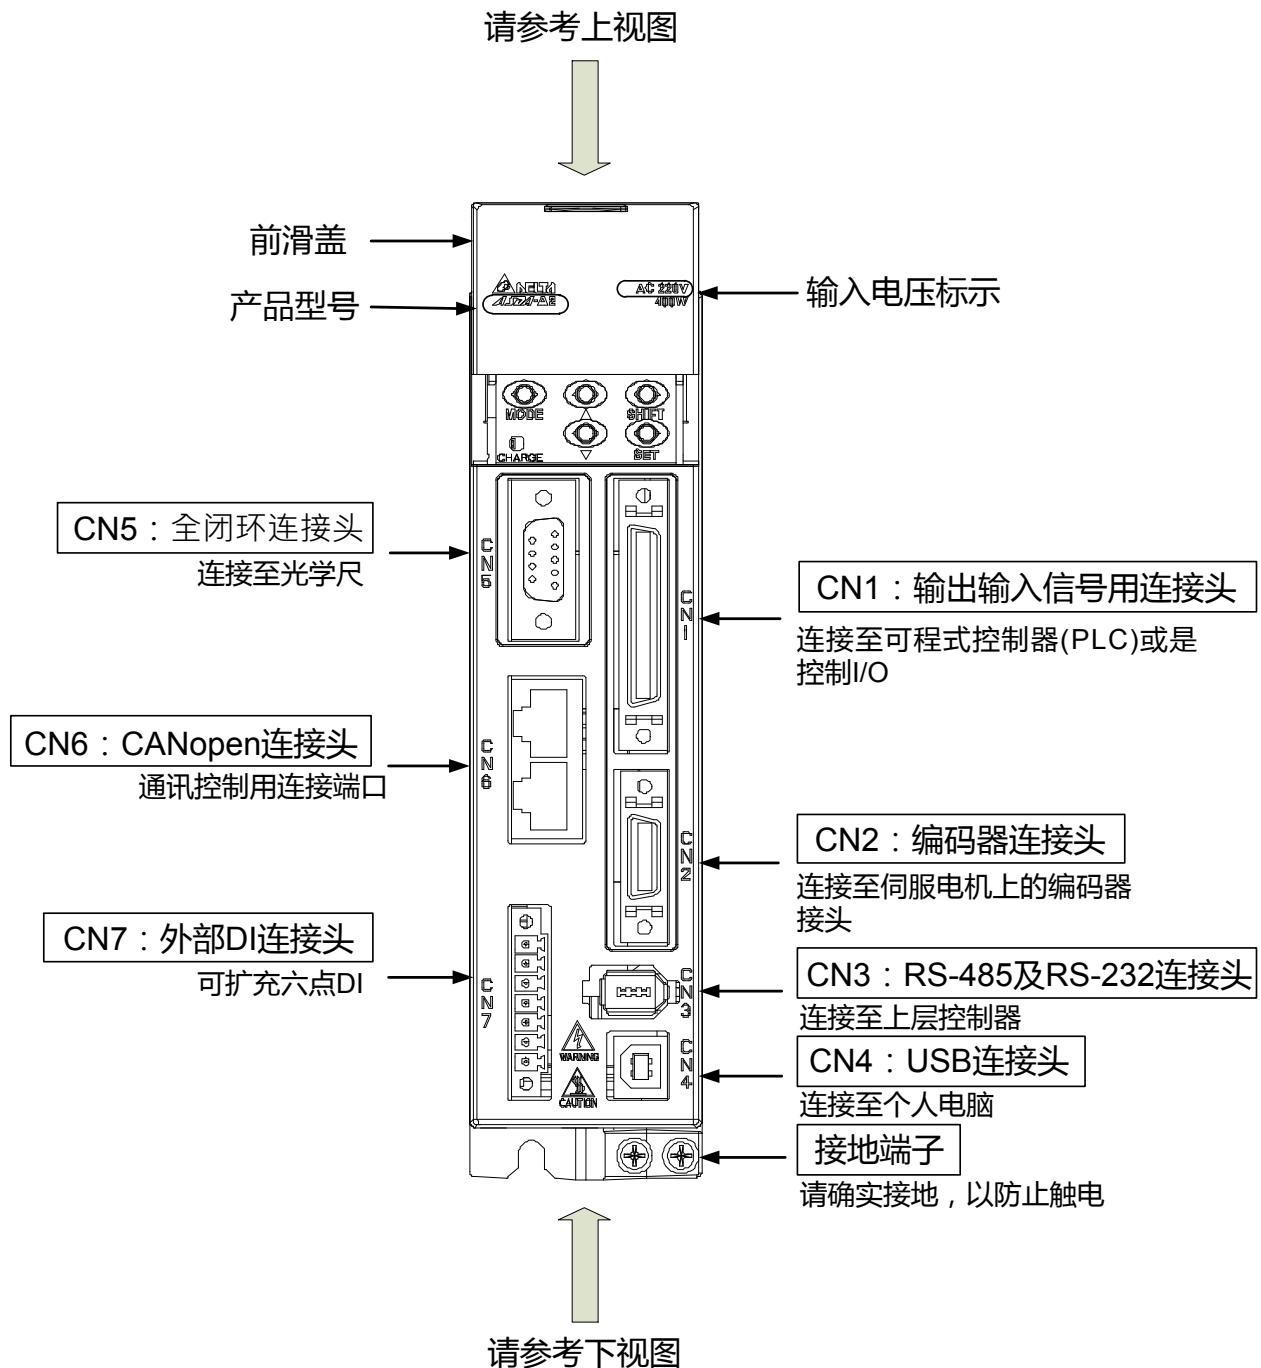 请参考上视图
前滑盖
产品型号
DELTA
ASDA-A2
AC 220V
400W
输入电压标示
MODE
SHIFT
CHARGE
SET
CN5：全闭环连接头
连接至光学尺
CN5
CN1
CN1：输出输入信号用连接头
连接至可程式控制器(PLC)或是
控制I/O
CN6：CANopen连接头
通讯控制用连接端口
CN6
CN2
CN2：编码器连接头
连接至伺服电机上的编码器
接头
CN7：外部DI连接头
可扩充六点DI
CN7
CN3
CN3：RS-485及RS-232连接头
连接至上层控制器
WARNING
CN4
CN4：USB连接头
连接至个人电脑
CAUTION
接地端子
请确实接地，以防止触电
请参考下视图